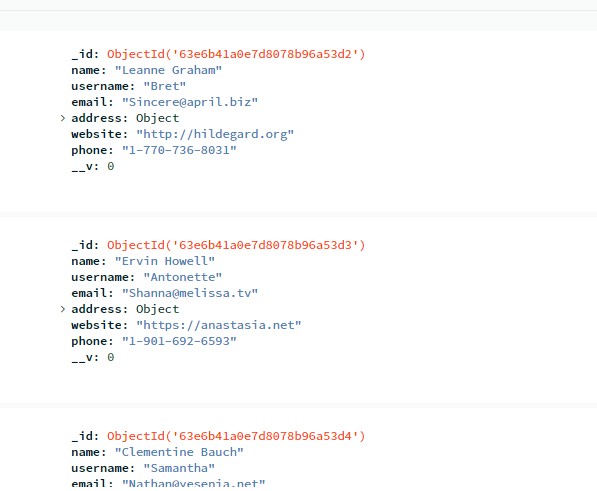 _id: ObjectId('63e6b41a0e7d8078b96a53d2')
name: "Leanne Graham"
username: "Bret"
email: "Sincere@april.biz"
> address: Object
website: "http://hildegard.org"
phone: "1-770-736-8031"
__v: 0
_id: ObjectId('63e6b41a0e7d8078b96a53d3')
name: "Ervin Howell"
username: "Antonette"
email: "Shanna@melissa.tv"
> address: Object
website: "https://anastasia.net"
phone: "1-901-692-6593"
__v: 0
_id: ObjectId('63e6b41a0e7d8078b96a53d4')
name: "Clementine Bauch"
username: "Samantha"
email: "Nathan@yesenia.net"